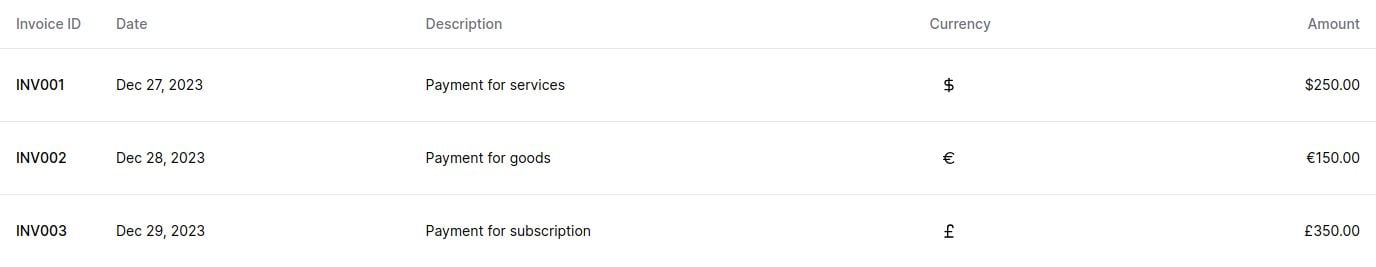 Invoice ID Date Description Currency Amount
INV001 Dec 27, 2023 Payment for services $ $250.00
INV002 Dec 28, 2023 Payment for goods € €150.00
INV003 Dec 29, 2023 Payment for subscription £ £350.00